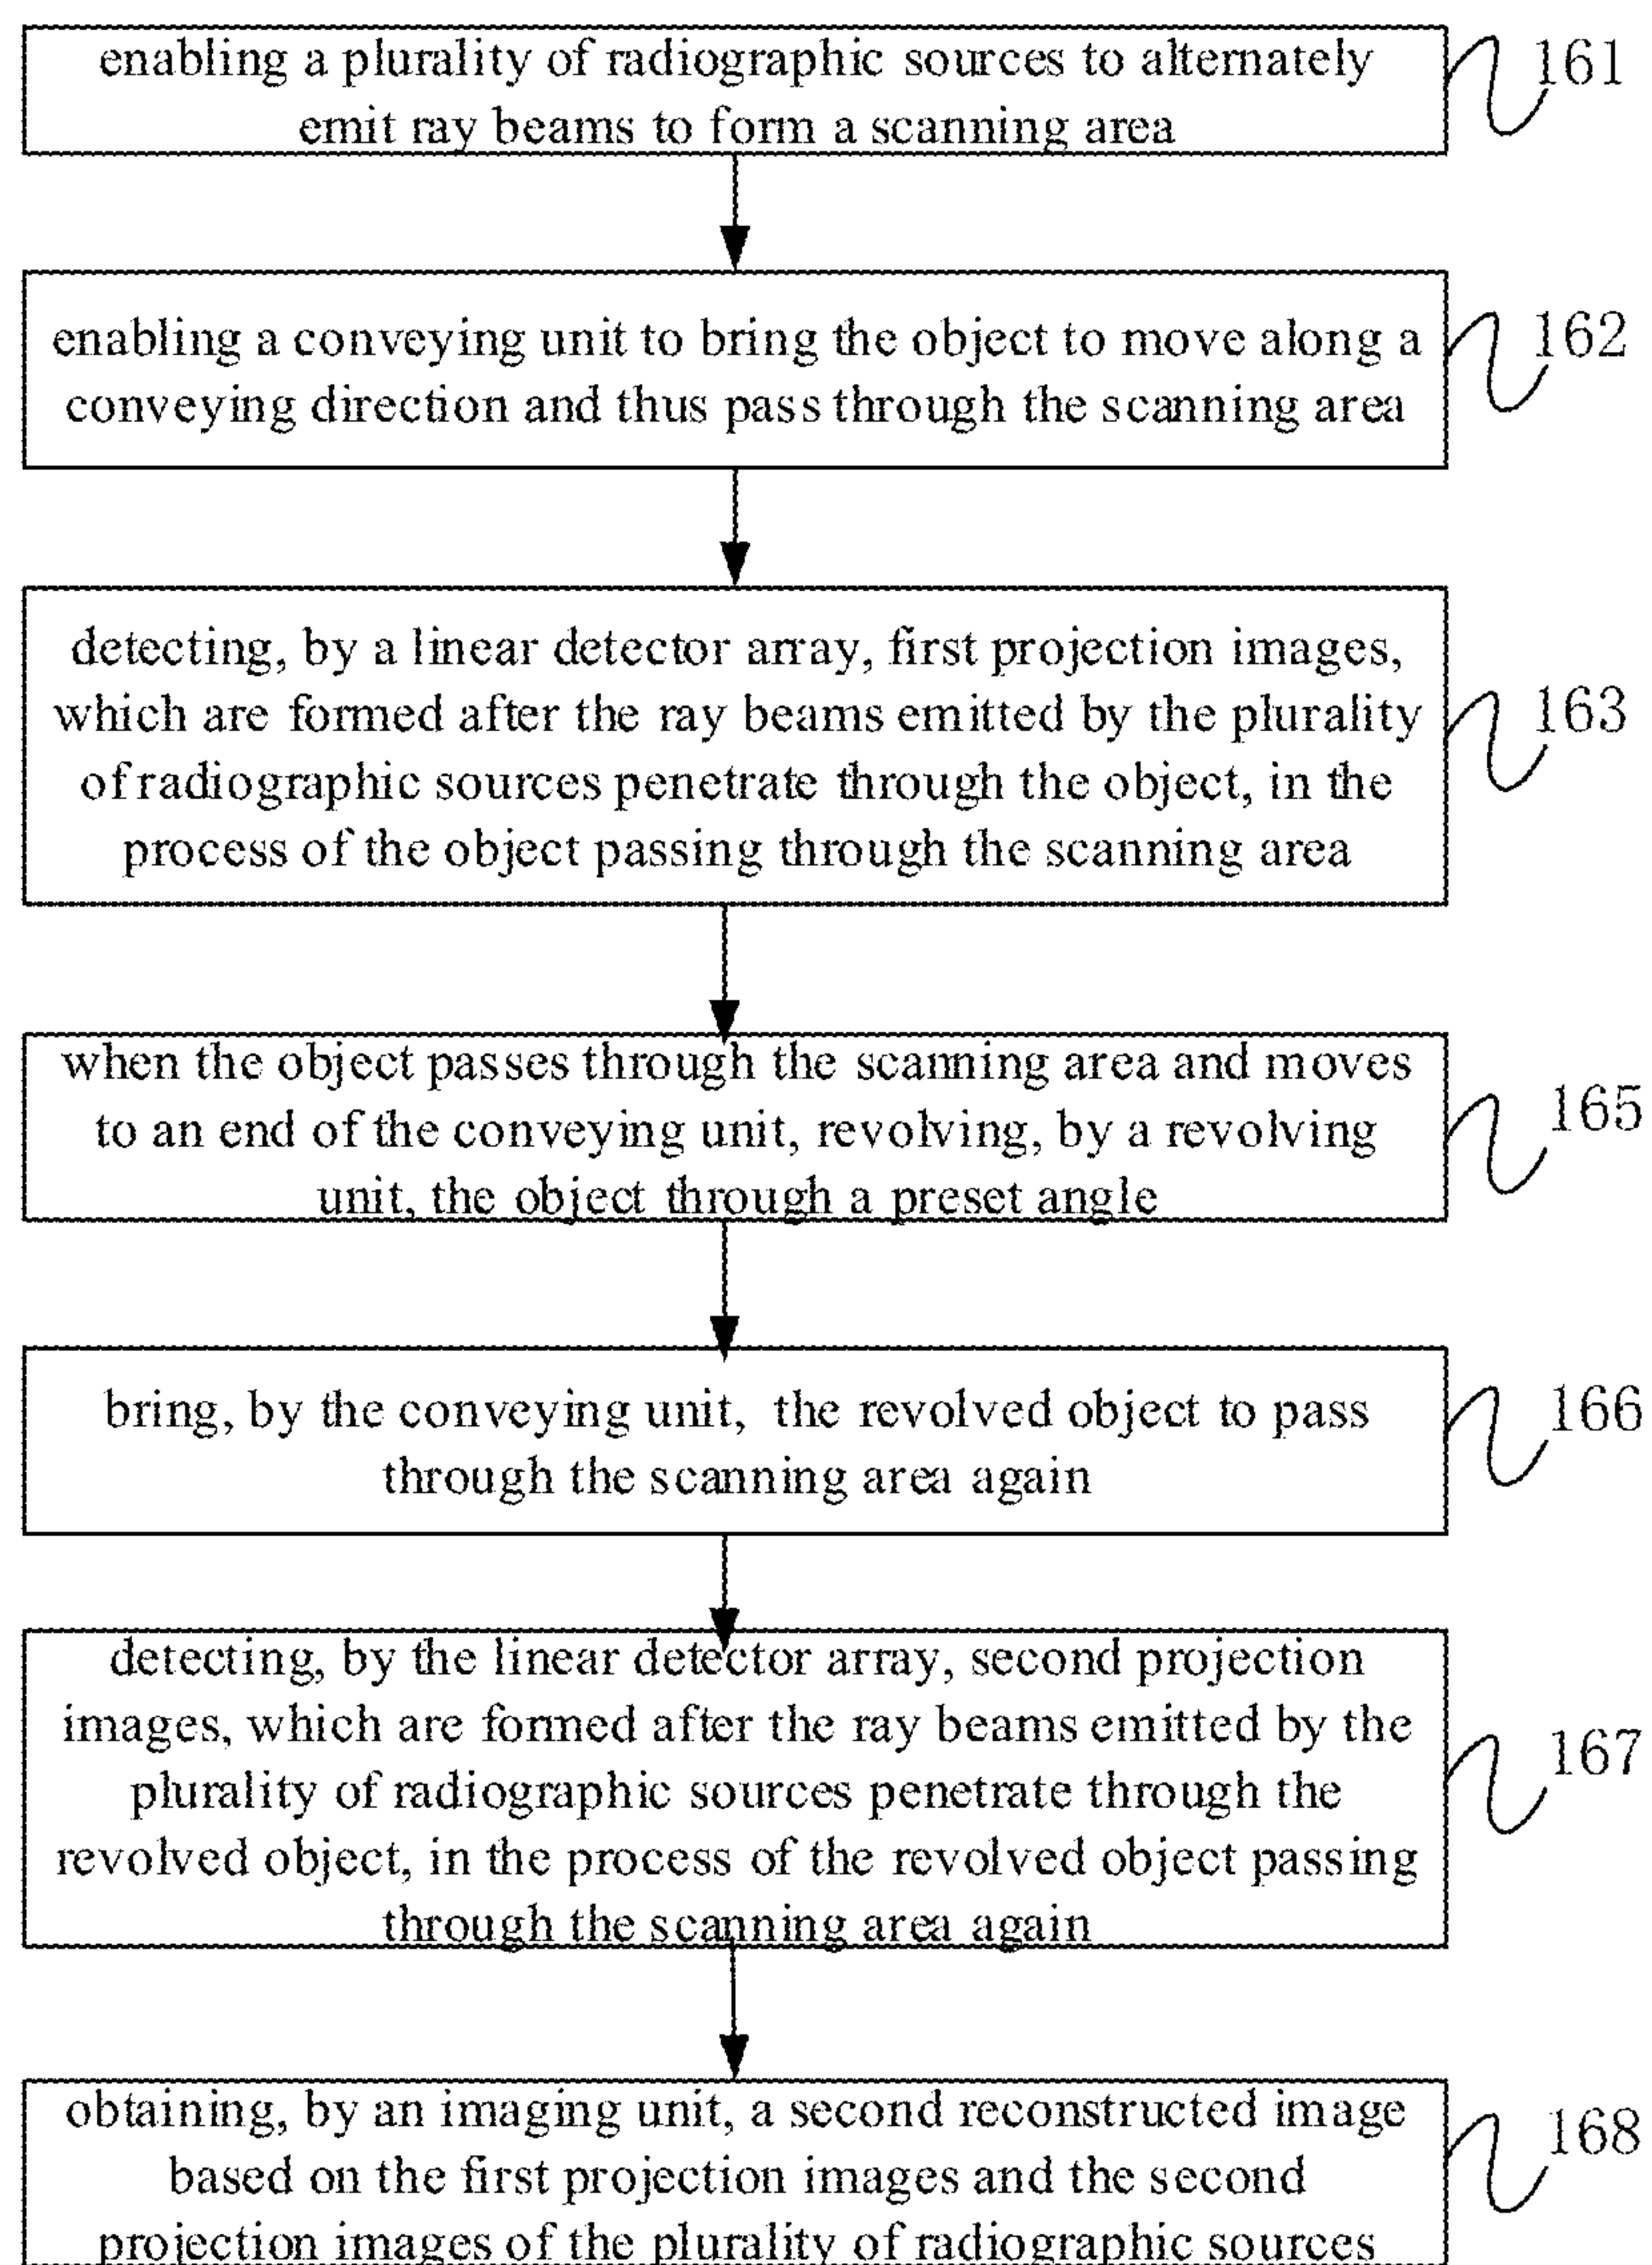 enabling a plurality of radiographic sources to alternately
emit ray beams to form a scanning area
161
enabling a conveying unit to bring the object to move along a
conveying direction and thus pass through the scanning area
162
detecting, by a linear detector array, first projection images,
which are formed after the ray beams emitted by the plurality
of radiographic sources penetrate through the object, in the
process of the object passing through the scanning area
163
when the object passes through the scanning area and moves
to an end of the conveying unit, revolving, by a revolving
unit, the object through a preset angle
165
bring, by the conveying unit, the revolved object to pass
through the scanning area again
166
detecting, by the linear detector array, second projection
images, which are formed after the ray beams emitted by the
plurality of radiographic sources penetrate through the
revolved object, in the process of the revolved object passing
through the scanning area again
167
obtaining, by an imaging unit, a second reconstructed image
based on the first projection images and the second
projection images of the plurality of radiographic sources
168